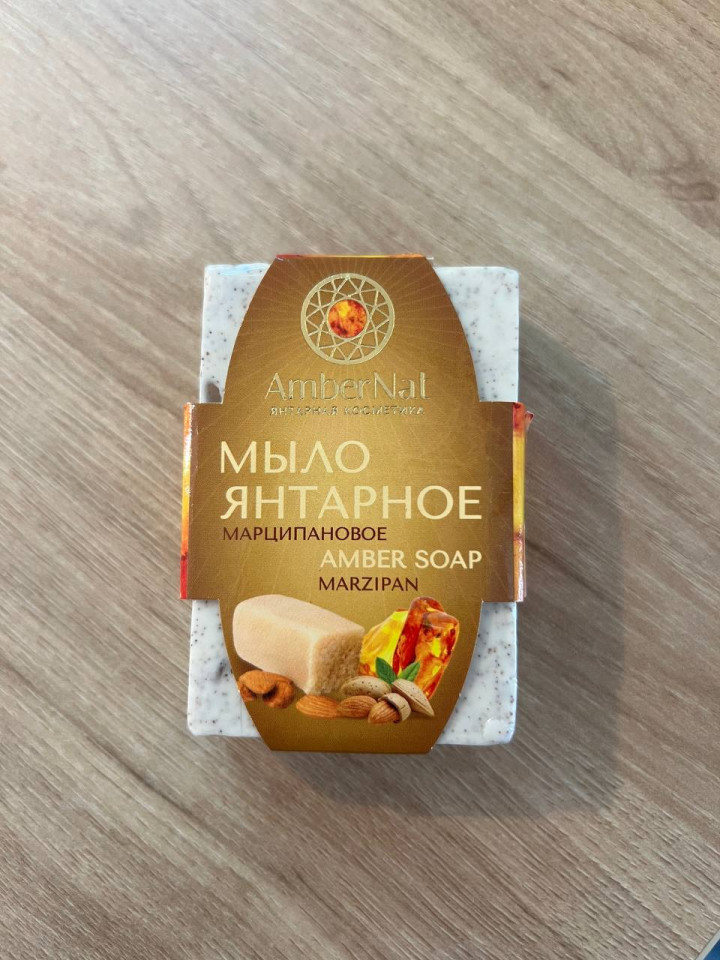 AmberNat
ЯНТАРНАЯ КОСМЕТИКА
МЫЛО
ЯНТАРНОЕ
МАРЦИПАНОВОЕ
AMBER SOAP
MARZIPAN